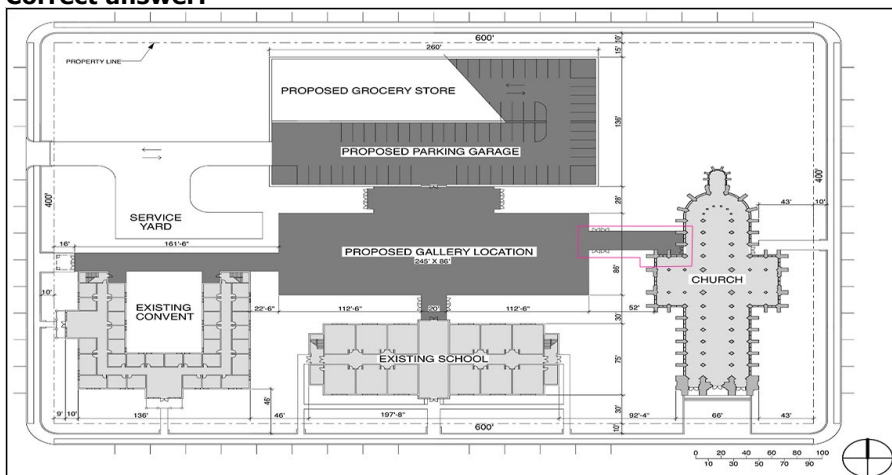 Correct answer:
600'
260'
15'
10'
PROPERTY LINE
PROPOSED GROCERY STORE
136'
PROPOSED PARKING GARAGE
400'
400'
43'
10'
28'
SERVICE
YARD
16'
161'-6"
PROPOSED GALLERY LOCATION
245' X 86'
86'
CHURCH
10'
EXISTING
CONVENT
22'-6"
112'-6"
20'
112'-6"
52'
30'
EXISTING SCHOOL
75'
46'
9'
10'
136'
46'
197'-8"
30'
92'-4"
66'
43'
600'
10'
0 20 40 60 80 100
10 30 50 70 90